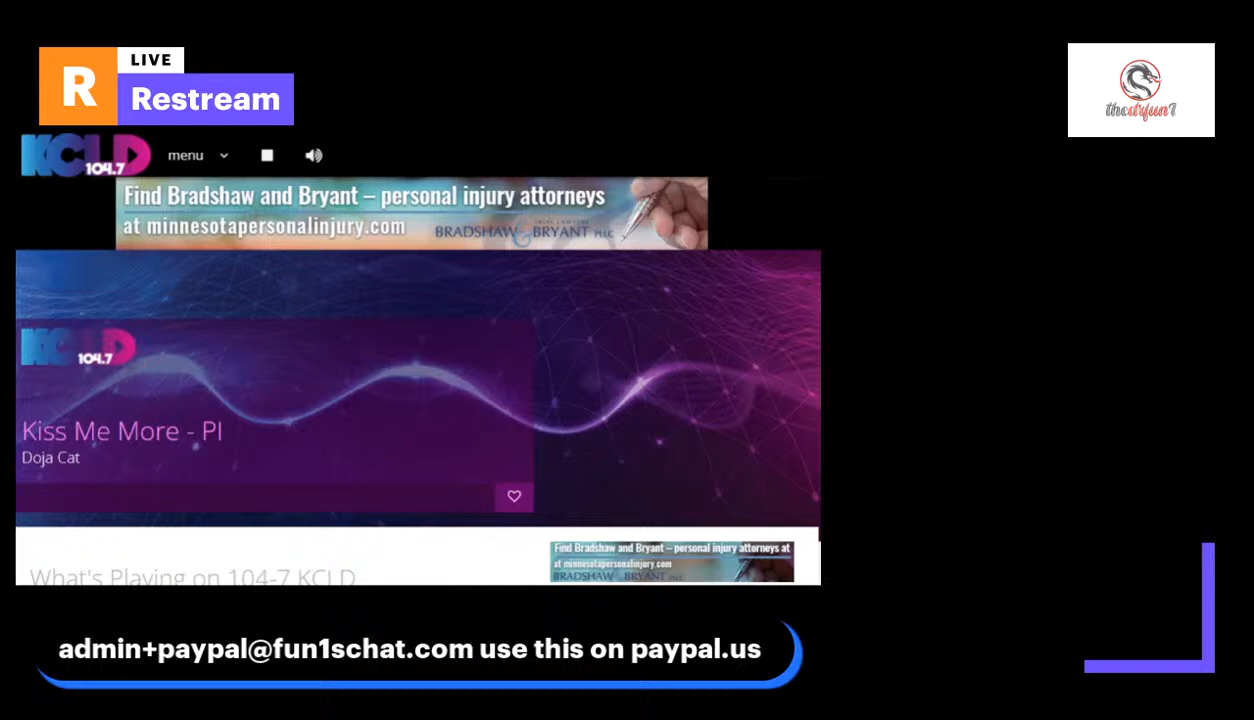 R
LIVE
Restream
KCLD
104.7
menu
Find Bradshaw and Bryant – personal injury attorneys
at minnesotapersonalinjury.com
TRIAL LAWYERS
BRADSHAW & BRYANT PLLC
KCLD
104.7
Kiss Me More - PI
Doja Cat
Find Bradshaw and Bryant – personal injury attorneys at
at minnesotapersonalinjury.com
BRADSHAW BRYANT PLLC
What's Playing on 104-7 KCLD
admin+paypal@fun1schat.com use this on paypal.us